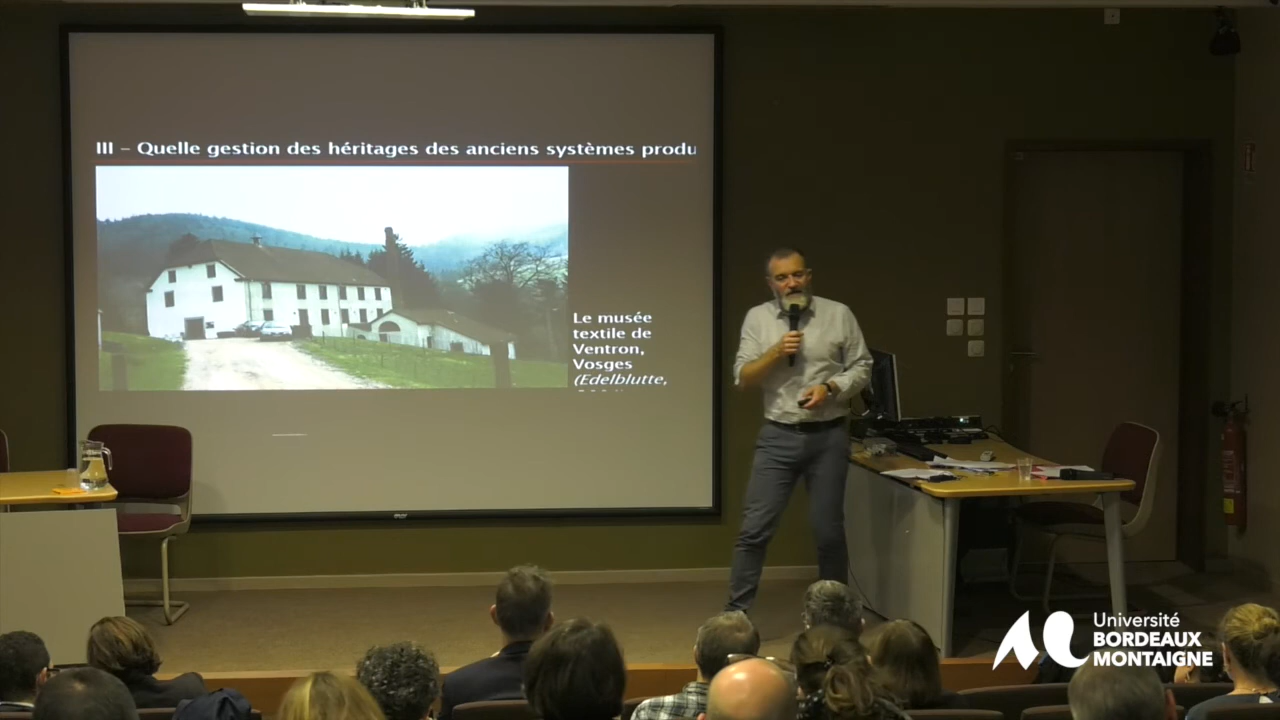 III – Quelle gestion des héritages des anciens systèmes produ
Le musée
textile de
Ventron,
Vosges
(Edelblutte,
Université
BORDEAUX
MONTAIGNE